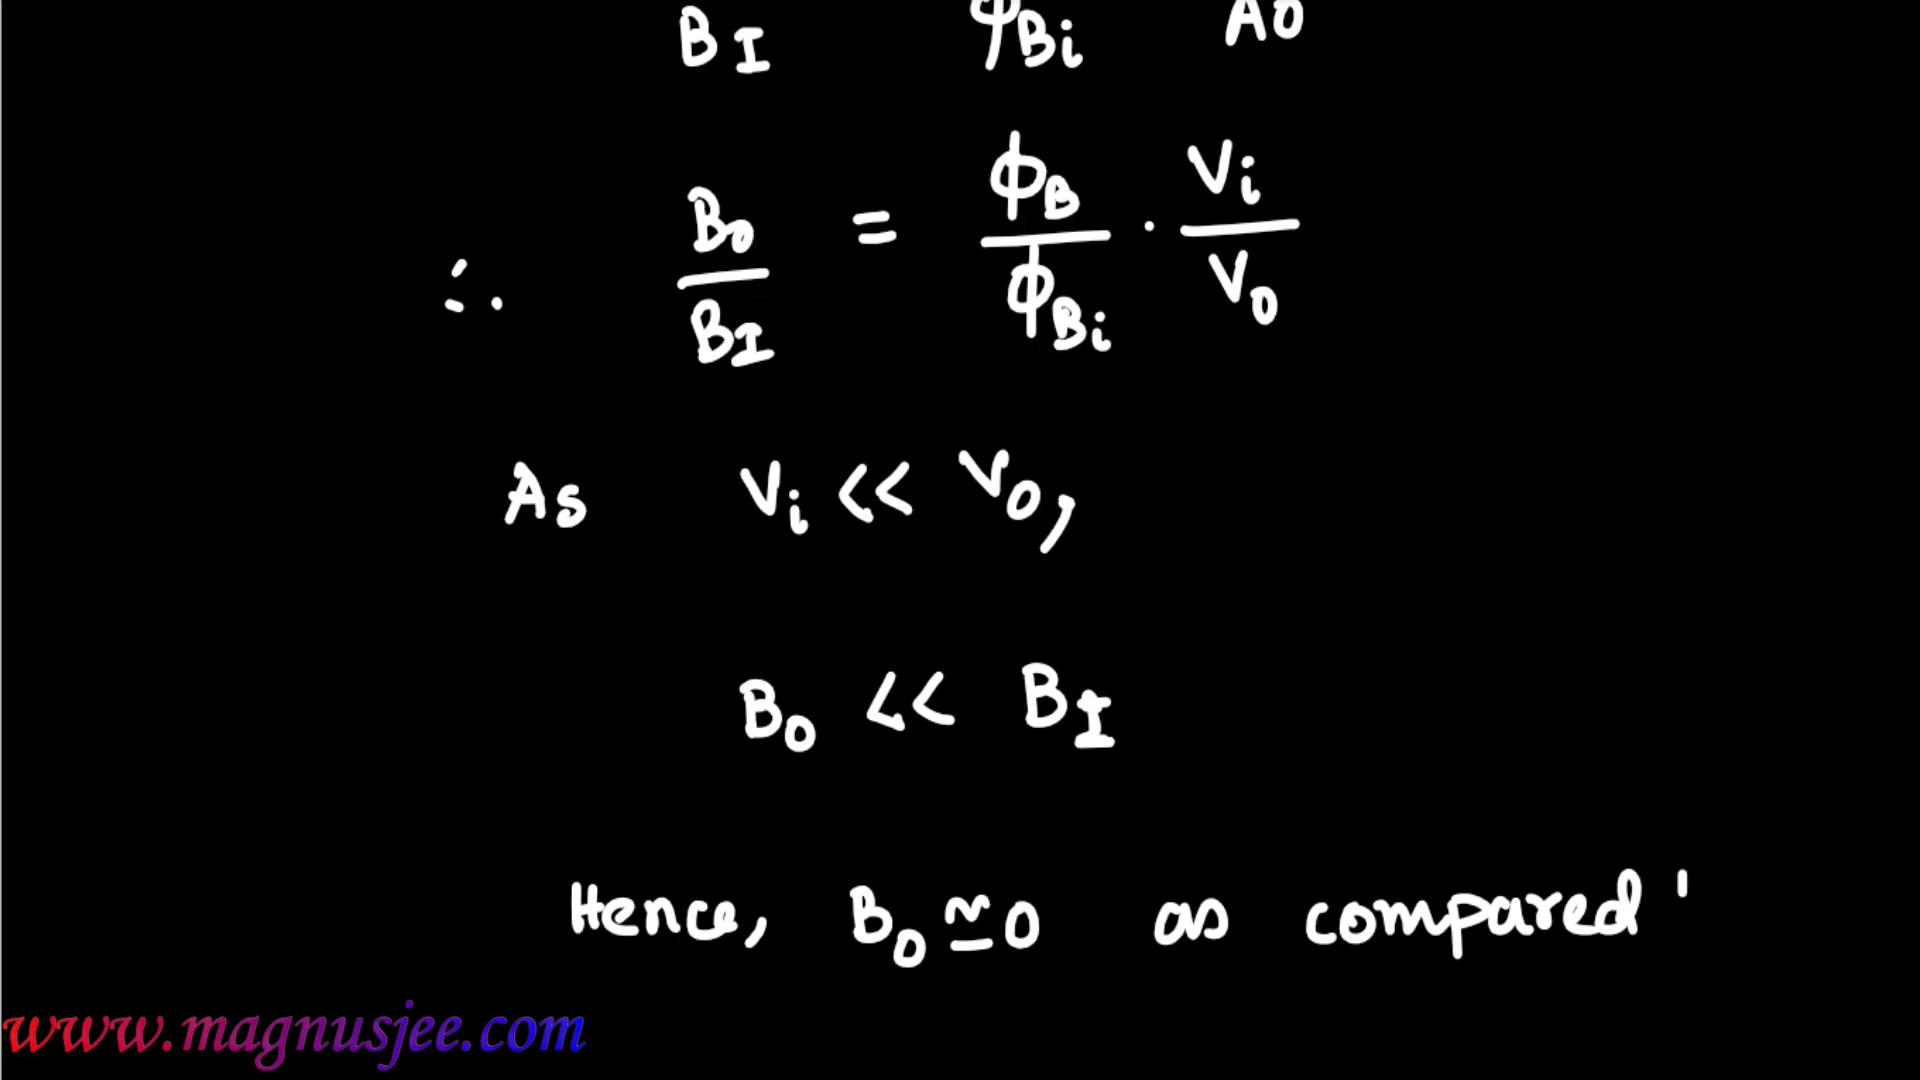 B_I ϕ_Bi A_0
∴ B_0/B_I = ϕ_B/ϕ_Bi · V_i/V_0
As V_i << V_0,
B_0 << B_I
Hence, B_0 ≃ 0 as compared
www.magnusjee.com